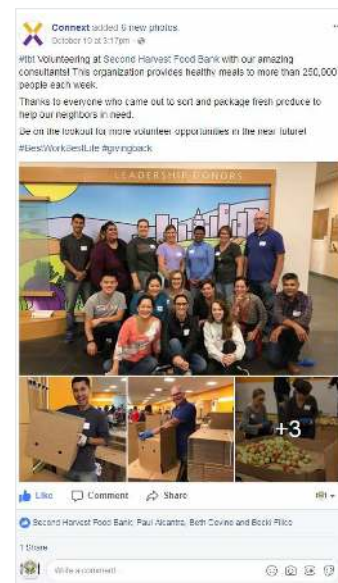 Connext added 6 new photos.
October 19 at 3:17pm
#tbt Volunteering at Second Harvest Food Bank with our amazing
consultants! This organization provides healthy meals to more than 250,000
people each week.
Thanks to everyone who came out to sort and package fresh produce to
help our neighbors in need.
Be on the lookout for more volunteer opportunities in the near future!
#BestWorkBestLife #givingback
LEADERSHIP DONORS
+3
Like Comment Share
Second Harvest Food Bank, Paul Alcantra, Beth Devine and Becki
1 Share
Write a comment...